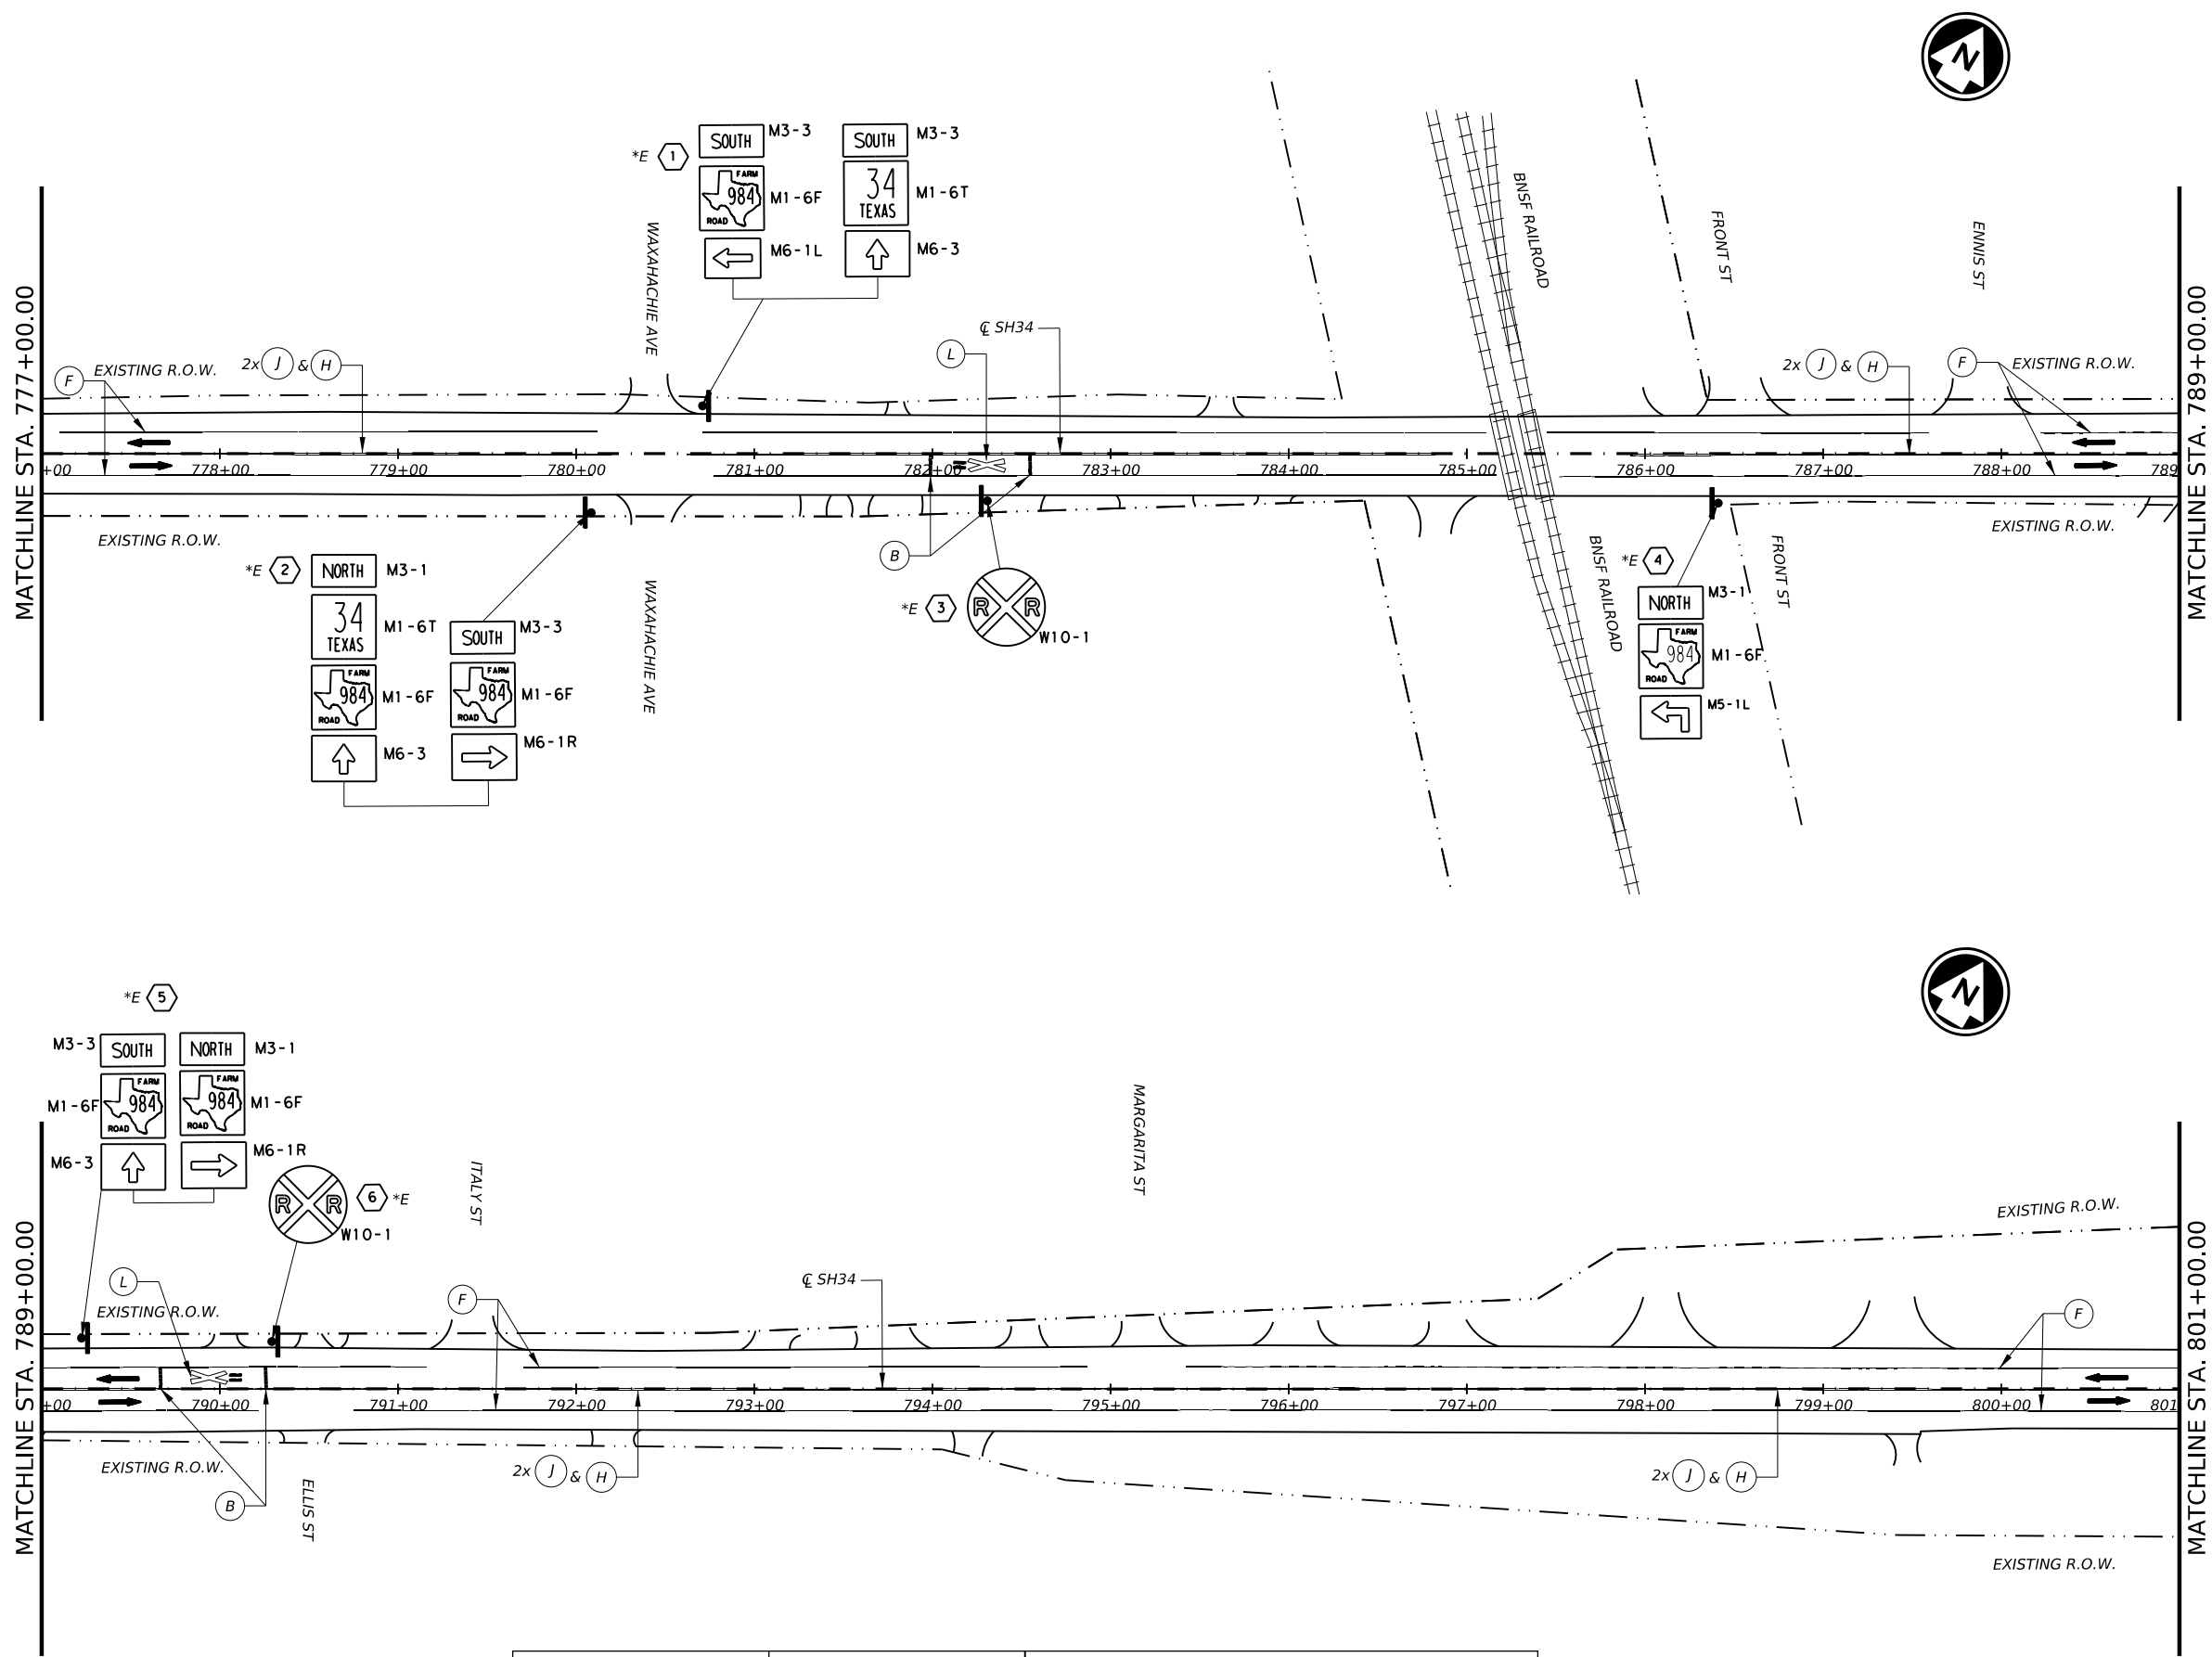 N
SOUTH M3-3 SOUTH M3-3
*E 1
FARM 984 ROAD M1-6F 34 TEXAS M1-6T
M6-1L M6-3
WAXAHACHIE AVE
BNSF RAILROAD
FRONT ST
ENNIS ST
MATCHLINE STA. 777+00.00
MATCHLINE STA. 789+00.00
℄ SH34
L
F EXISTING R.O.W. 2x J & H
2x J & H F EXISTING R.O.W.
+00 778+00 779+00 780+00 781+00 782+00 783+00 784+00 785+00 786+00 787+00 788+00 789
EXISTING R.O.W.
EXISTING R.O.W.
B
*E 2 NORTH M3-1
34 TEXAS M1-6T
SOUTH M3-3
FARM 984 ROAD M1-6F
FARM 984 ROAD M1-6F
M6-3
M6-1R
WAXAHACHIE AVE
*E 3 R R
W10-1
BNSF RAILROAD
*E 4
NORTH M3-1
FARM 984 ROAD M1-6F
M5-1L
FRONT ST
N
*E 5
M3-3 SOUTH NORTH M3-1
M1-6F FARM 984 ROAD FARM 984 ROAD M1-6F
M6-3 M6-1R
R R 6 *E
W10-1
ITALY ST
MARGARITA ST
EXISTING R.O.W.
MATCHLINE STA. 789+00.00
MATCHLINE STA. 801+00.00
L
EXISTING R.O.W.
F
℄ SH34
F
+00 790+00 791+00 792+00 793+00 794+00 795+00 796+00 797+00 798+00 799+00 800+00 801
EXISTING R.O.W.
B
ELLIS ST
2x J & H
2x J & H
EXISTING R.O.W.